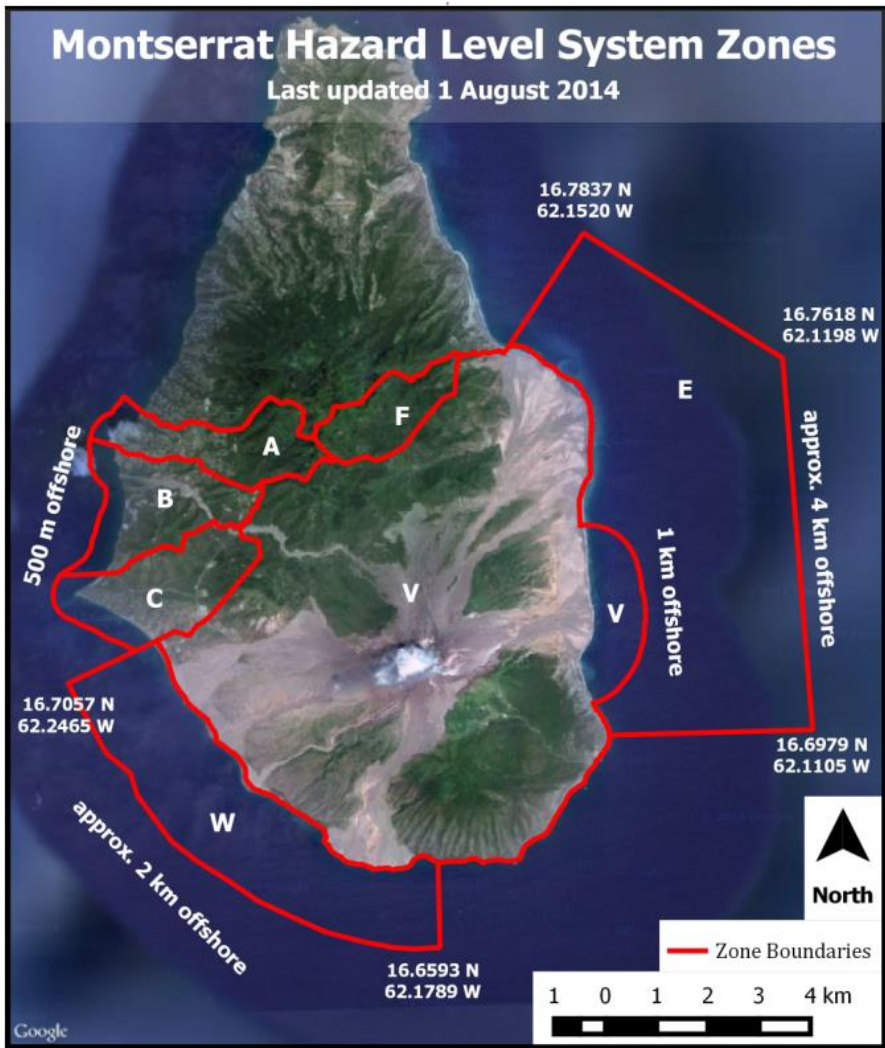 Montserrat Hazard Level System Zones
Last updated 1 August 2014
16.7837 N
62.1520 W
16.7618 N
62.1198 W
E
F
A
500 m offshore
B
approx. 4 km offshore
1 km offshore
C
V
V
16.7057 N
62.2465 W
16.6979 N
62.1105 W
W
approx. 2 km offshore
North
Zone Boundaries
16.6593 N
62.1789 W
1 0 1 2 3 4 km
Google